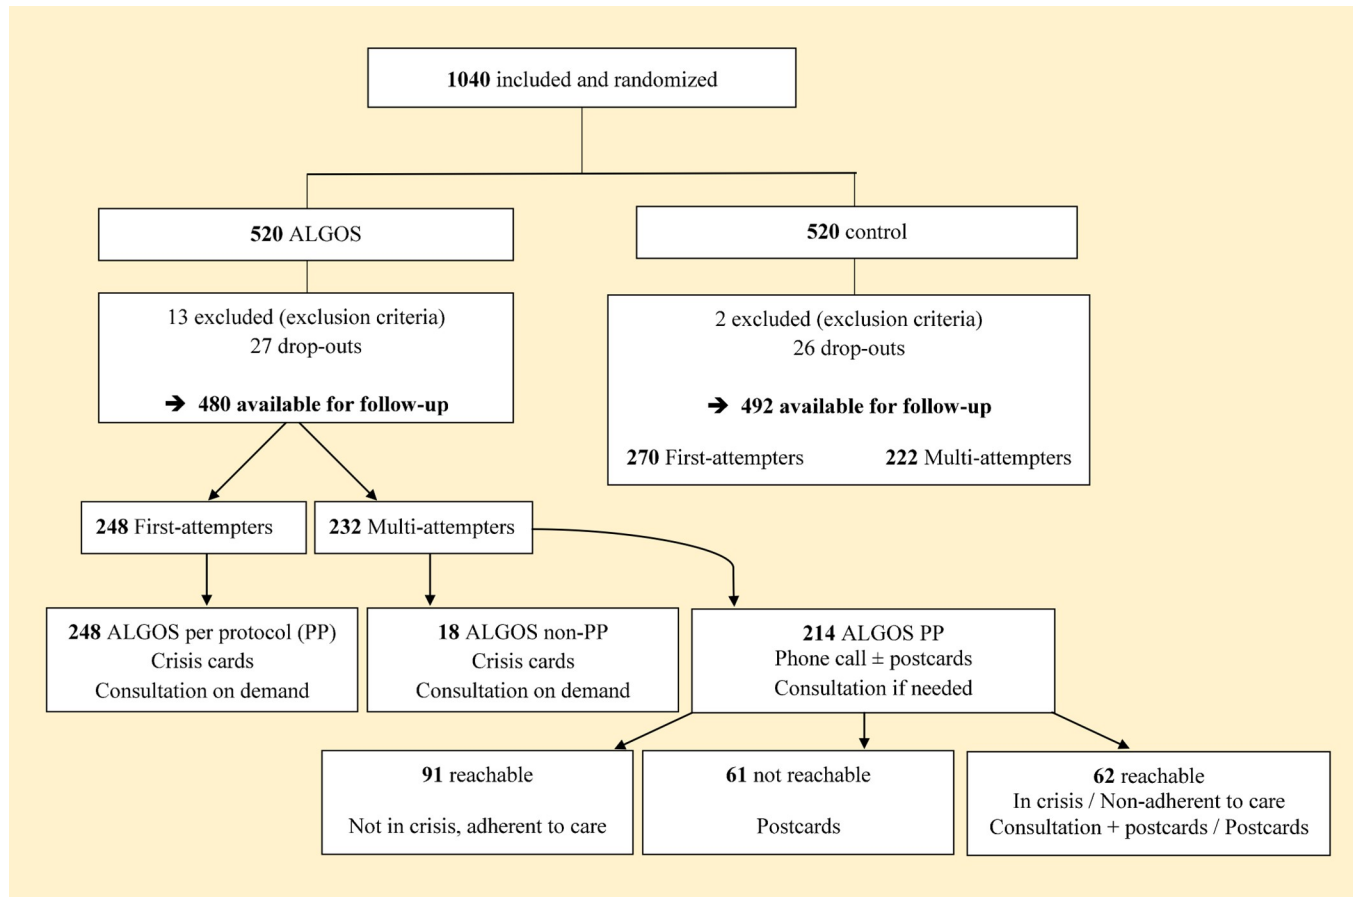 1040 included and randomized
520 ALGOS
520 control
13 excluded (exclusion criteria)
27 drop-outs
➔ 480 available for follow-up
2 excluded (exclusion criteria)
26 drop-outs
➔ 492 available for follow-up
270 First-attempters
222 Multi-attempters
248 First-attempters
232 Multi-attempters
248 ALGOS per protocol (PP)
Crisis cards
Consultation on demand
18 ALGOS non-PP
Crisis cards
Consultation on demand
214 ALGOS PP
Phone call ± postcards
Consultation if needed
91 reachable
Not in crisis, adherent to care
61 not reachable
Postcards
62 reachable
In crisis / Non-adherent to care
Consultation + postcards / Postcards